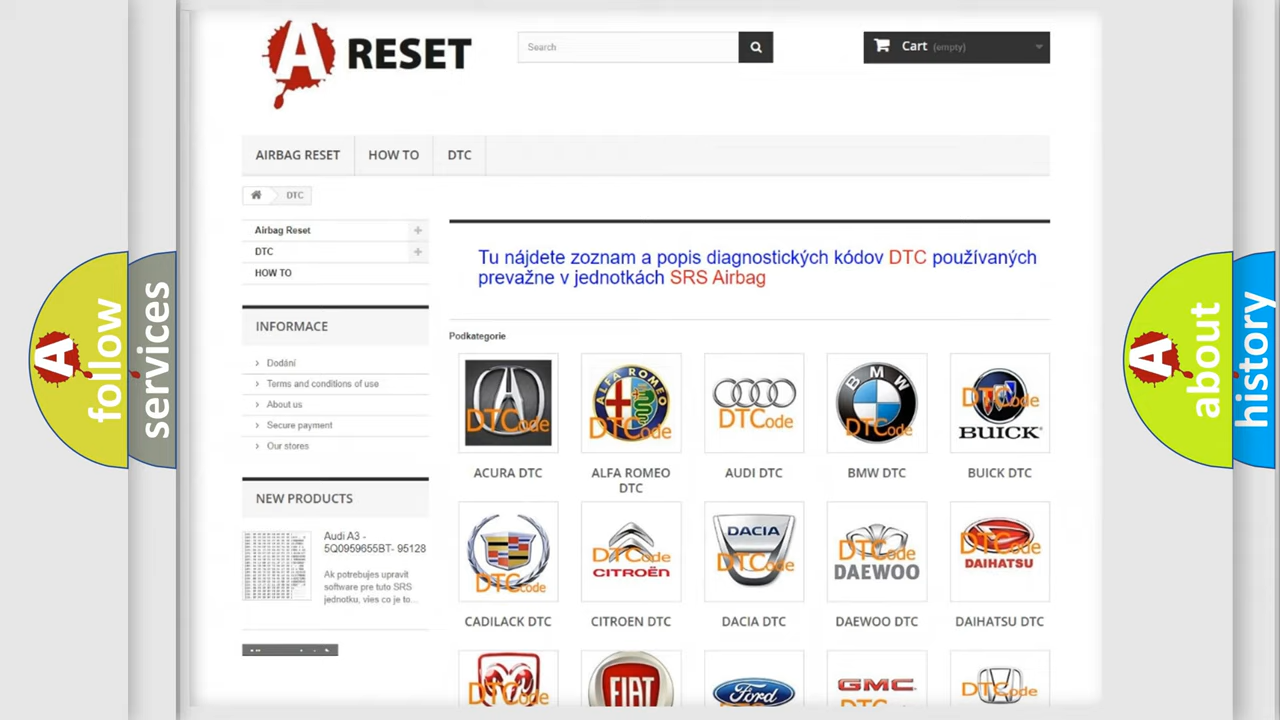 A RESET
Search
Cart (empty)
AIRBAG RESET
HOW TO
DTC
DTC
Airbag Reset
DTC
HOW TO
Tu nájdete zoznam a popis diagnostických kódov DTC používaných
prevažne v jednotkách SRS Airbag
INFORMACE
Dodání
Terms and conditions of use
About us
Secure payment
Our stores
NEW PRODUCTS
Audi A3 -
5Q0959655BT- 95128
Ak potrebujes upravit
software pre tuto SRS
jednotku, vies co je to...
Podkategorie
DTCode
ALFA ROMEO
DTCode
DTCode
BMW
DTCode
DTCode
BUICK
ACURA DTC
ALFA ROMEO
DTC
AUDI DTC
BMW DTC
BUICK DTC
DTCode
DTCode
CITROËN
DACIA
DTCode
DTCode
DAEWOO
DTCode
DAIHATSU
CADILACK DTC
CITROEN DTC
DACIA DTC
DAEWOO DTC
DAIHATSU DTC
DTCode
FIAT
Ford
GMC
DTCode
A follow
services
A about
history